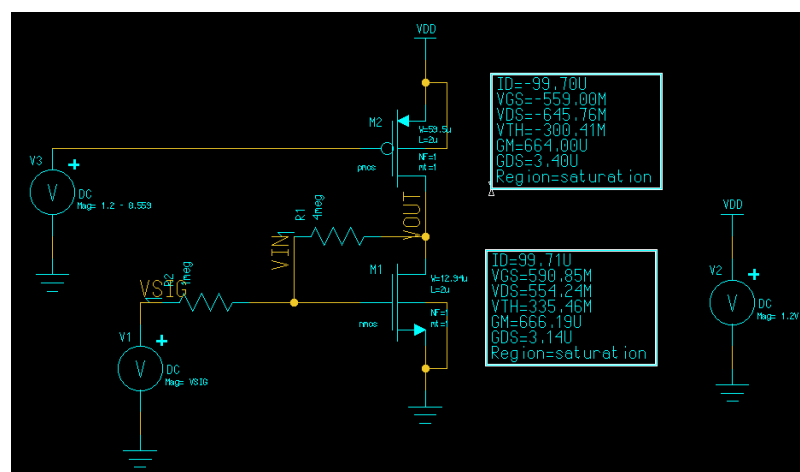 VDD
M2
W=59.5u
L=2u
NF=1
mt=1
pmos
ID=-99.70U
VGS=-559.00M
VDS=-645.76M
VTH=-300.41M
GM=664.00U
GDS=3.40U
Region=saturation
V3
+
V
DC
Mag= 1.2 - 0.559
R1
4meg
VOUT
VIN
VSIG
R2
1meg
M1
W=12.94u
L=2u
NF=1
mt=1
nmos
ID=99.71U
VGS=590.85M
VDS=554.24M
VTH=335.46M
GM=666.19U
GDS=3.14U
Region=saturation
VDD
V2
+
V
DC
Mag= 1.2V
V1
+
V
DC
Mag= VSIG